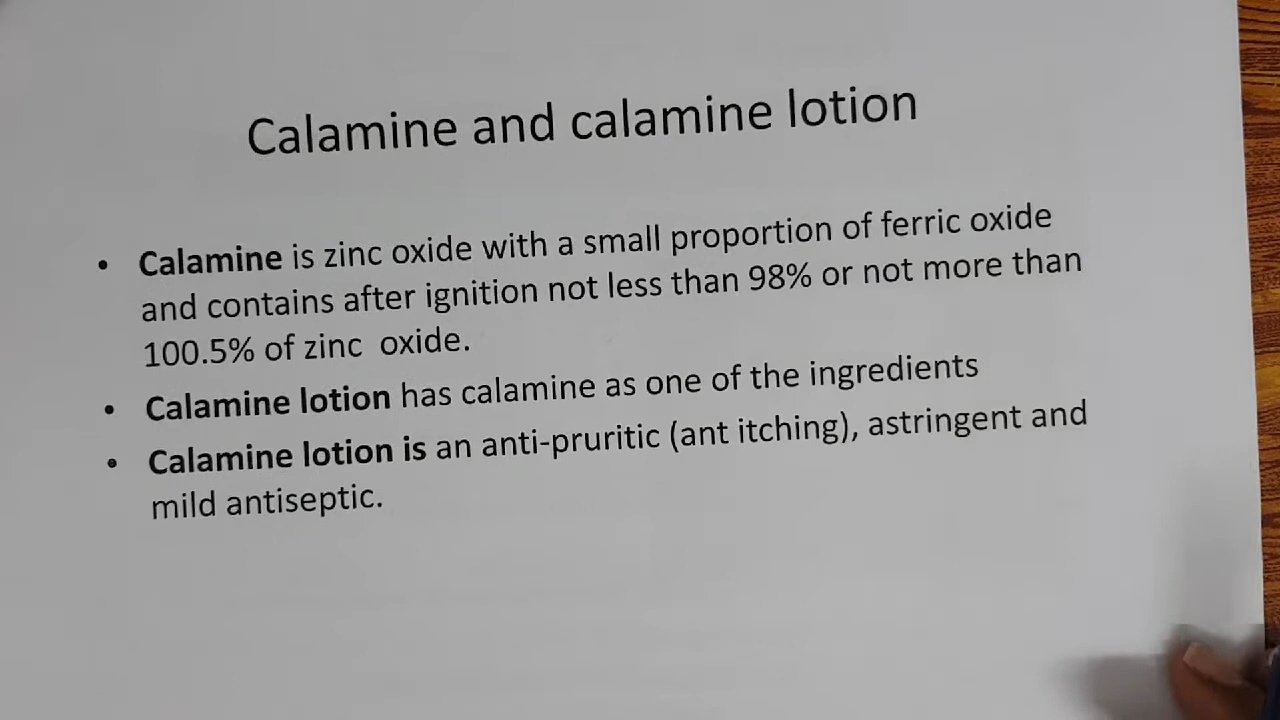 Calamine and calamine lotion
• Calamine is zinc oxide with a small proportion of ferric oxide
and contains after ignition not less than 98% or not more than
100.5% of zinc oxide.
• Calamine lotion has calamine as one of the ingredients
• Calamine lotion is an anti-pruritic (ant itching), astringent and
mild antiseptic.